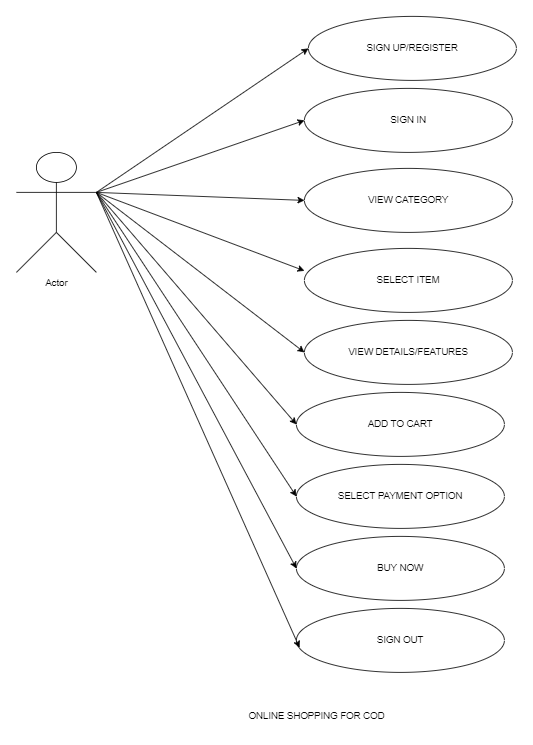 SIGN UP/REGISTER
SIGN IN
VIEW CATEGORY
SELECT ITEM
Actor
VIEW DETAILS/FEATURES
ADD TO CART
SELECT PAYMENT OPTION
BUY NOW
SIGN OUT
ONLINE SHOPPING FOR COD